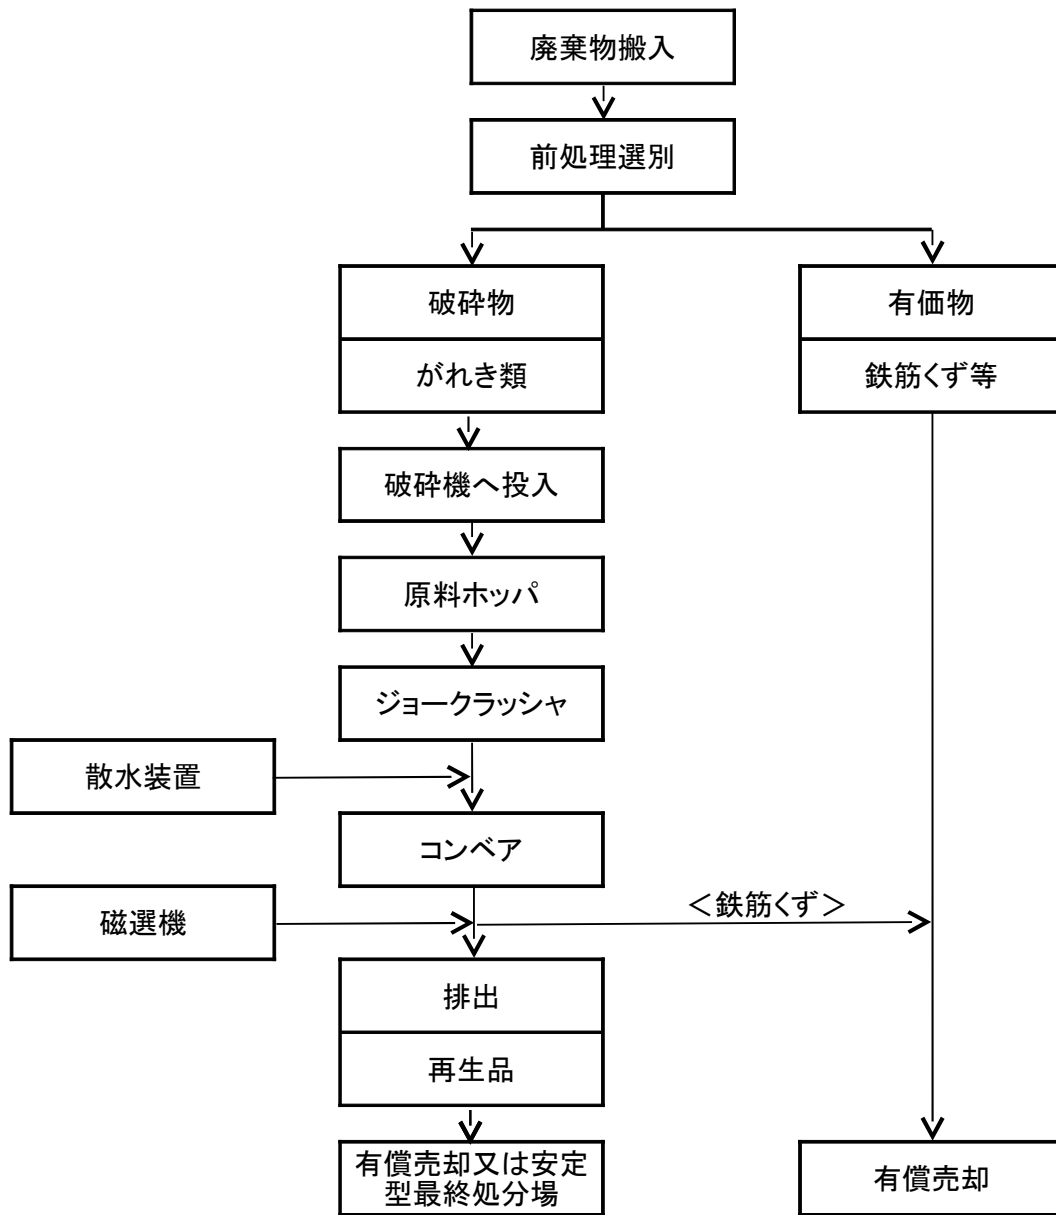 廃棄物搬入
前処理選別
破砕物
有価物
がれき類
鉄筋くず等
破砕機へ投入
原料ホッパ
ジョークラッシャ
散水装置
コンベア
磁選機
＜鉄筋くず＞
排出
再生品
有償売却又は安定
型最終処分場
有償売却